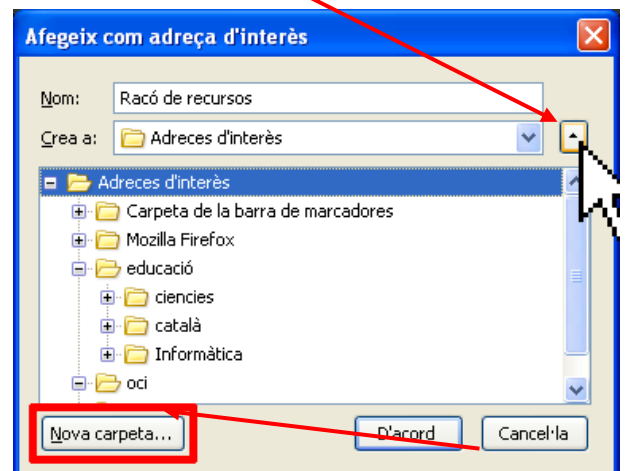 Afegeix com adreça d'interès
Nom: Racó de recursos
Crea a: Adreces d'interès
Adreces d'interès
Carpeta de la barra de marcadores
Mozilla Firefox
educació
ciencies
català
Informàtica
oci
Nova carpeta... D'acord Cancel·la